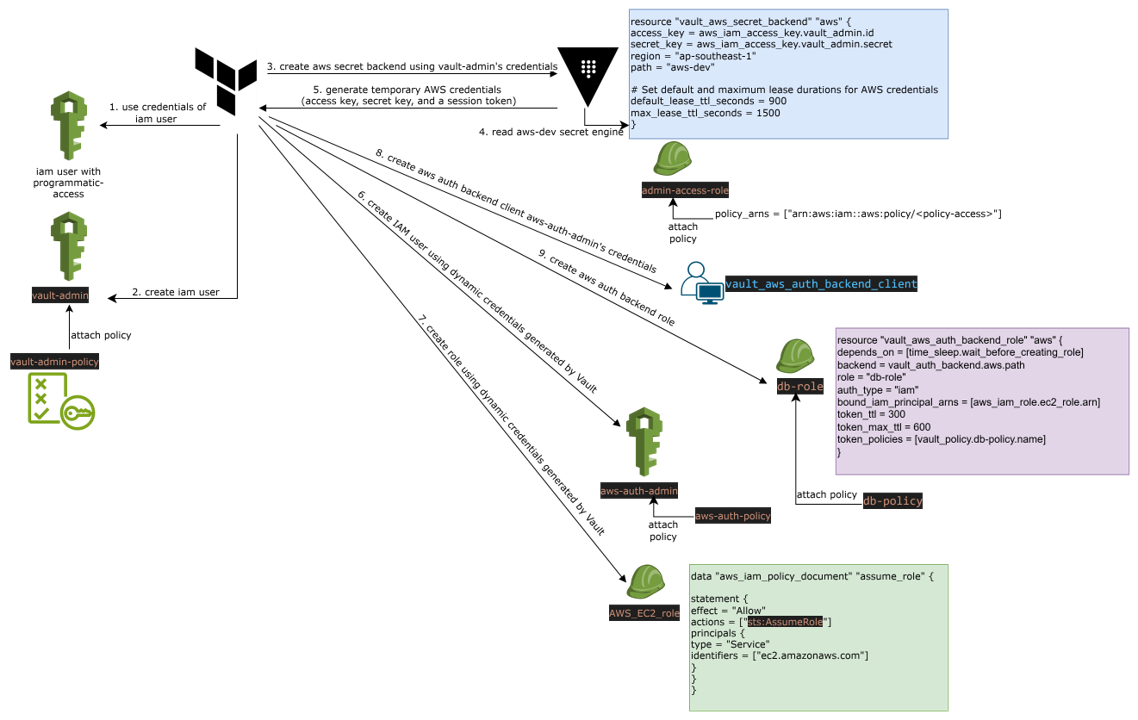 resource "vault_aws_secret_backend" "aws" {
access_key = aws_iam_access_key.vault_admin.id
secret_key = aws_iam_access_key.vault_admin.secret
region = "ap-southeast-1"
path = "aws-dev"
# Set default and maximum lease durations for AWS credentials
default_lease_ttl_seconds = 900
max_lease_ttl_seconds = 1500
}
3. create aws secret backend using vault-admin's credentials
5. generate temporary AWS credentials
(access key, secret key, and a session token)
4. read aws-dev secret engine
1. use credentials of
iam user
iam user with
programmatic-
access
admin-access-role
policy_arns = ["arn:aws:iam::aws:policy/<policy-access>"]
attach
policy
8. create aws auth backend client aws-auth-admin's credentials
6. create IAM user using dynamic credentials generated by Vault
9. create aws auth backend role
7. create role using dynamic credentials generated by Vault
vault_aws_auth_backend_client
vault-admin
2. create iam user
attach policy
vault-admin-policy
db-role
resource "vault_aws_auth_backend_role" "aws" {
depends_on = [time_sleep.wait_before_creating_role]
backend = vault_auth_backend.aws.path
role = "db-role"
auth_type = "iam"
bound_iam_principal_arns = [aws_iam_role.ec2_role.arn]
token_ttl = 300
token_max_ttl = 600
token_policies = [vault_policy.db-policy.name]
}
attach policy
db-policy
aws-auth-admin
attach
policy
aws-auth-policy
AWS_EC2_role
data "aws_iam_policy_document" "assume_role" {
statement {
effect = "Allow"
actions = ["sts:AssumeRole"]
principals {
type = "Service"
identifiers = ["ec2.amazonaws.com"]
}
}
}